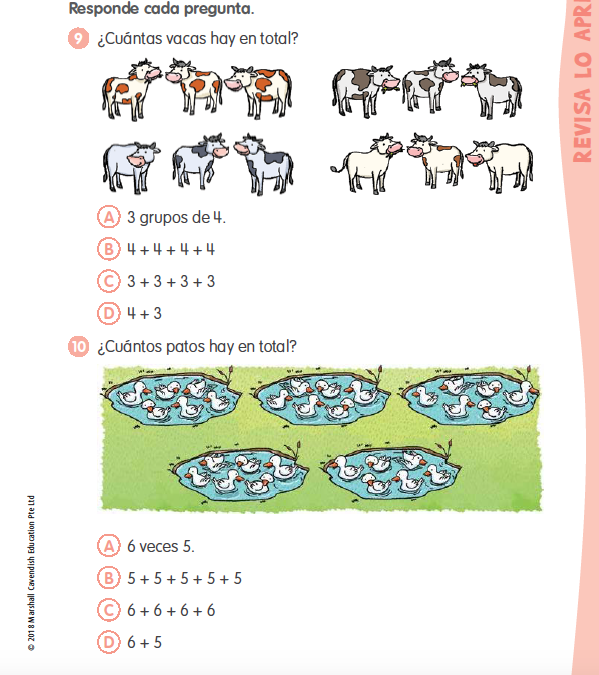 Responde cada pregunta.
9 ¿Cuántas vacas hay en total?
A 3 grupos de 4.
B 4 + 4 + 4 + 4
C 3 + 3 + 3 + 3
D 4 + 3
10 ¿Cuántos patos hay en total?
A 6 veces 5.
B 5 + 5 + 5 + 5 + 5
C 6 + 6 + 6 + 6
D 6 + 5
REVISA LO APR
© 2018 Marshall Cavendish Education Pte Ltd